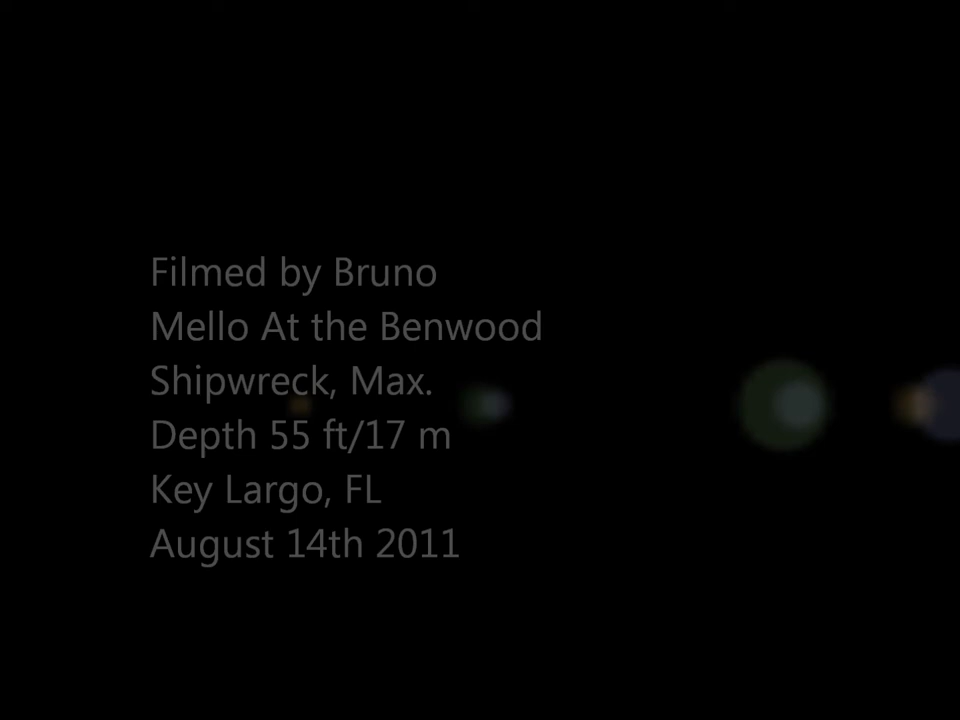 Filmed by Bruno
Mello At the Benwood
Shipwreck, Max.
Depth 55 ft/17 m
Key Largo, FL
August 14th 2011